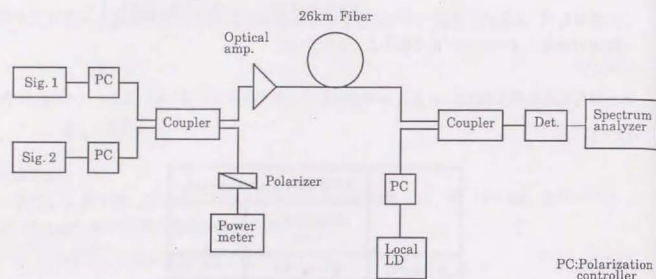 26km Fiber
Optical
amp.
Sig. 1
PC
Coupler
Sig. 2
PC
Polarizer
Power
meter
Coupler
Det.
Spectrum
analyzer
PC
Local
LD
PC:Polarization
controller